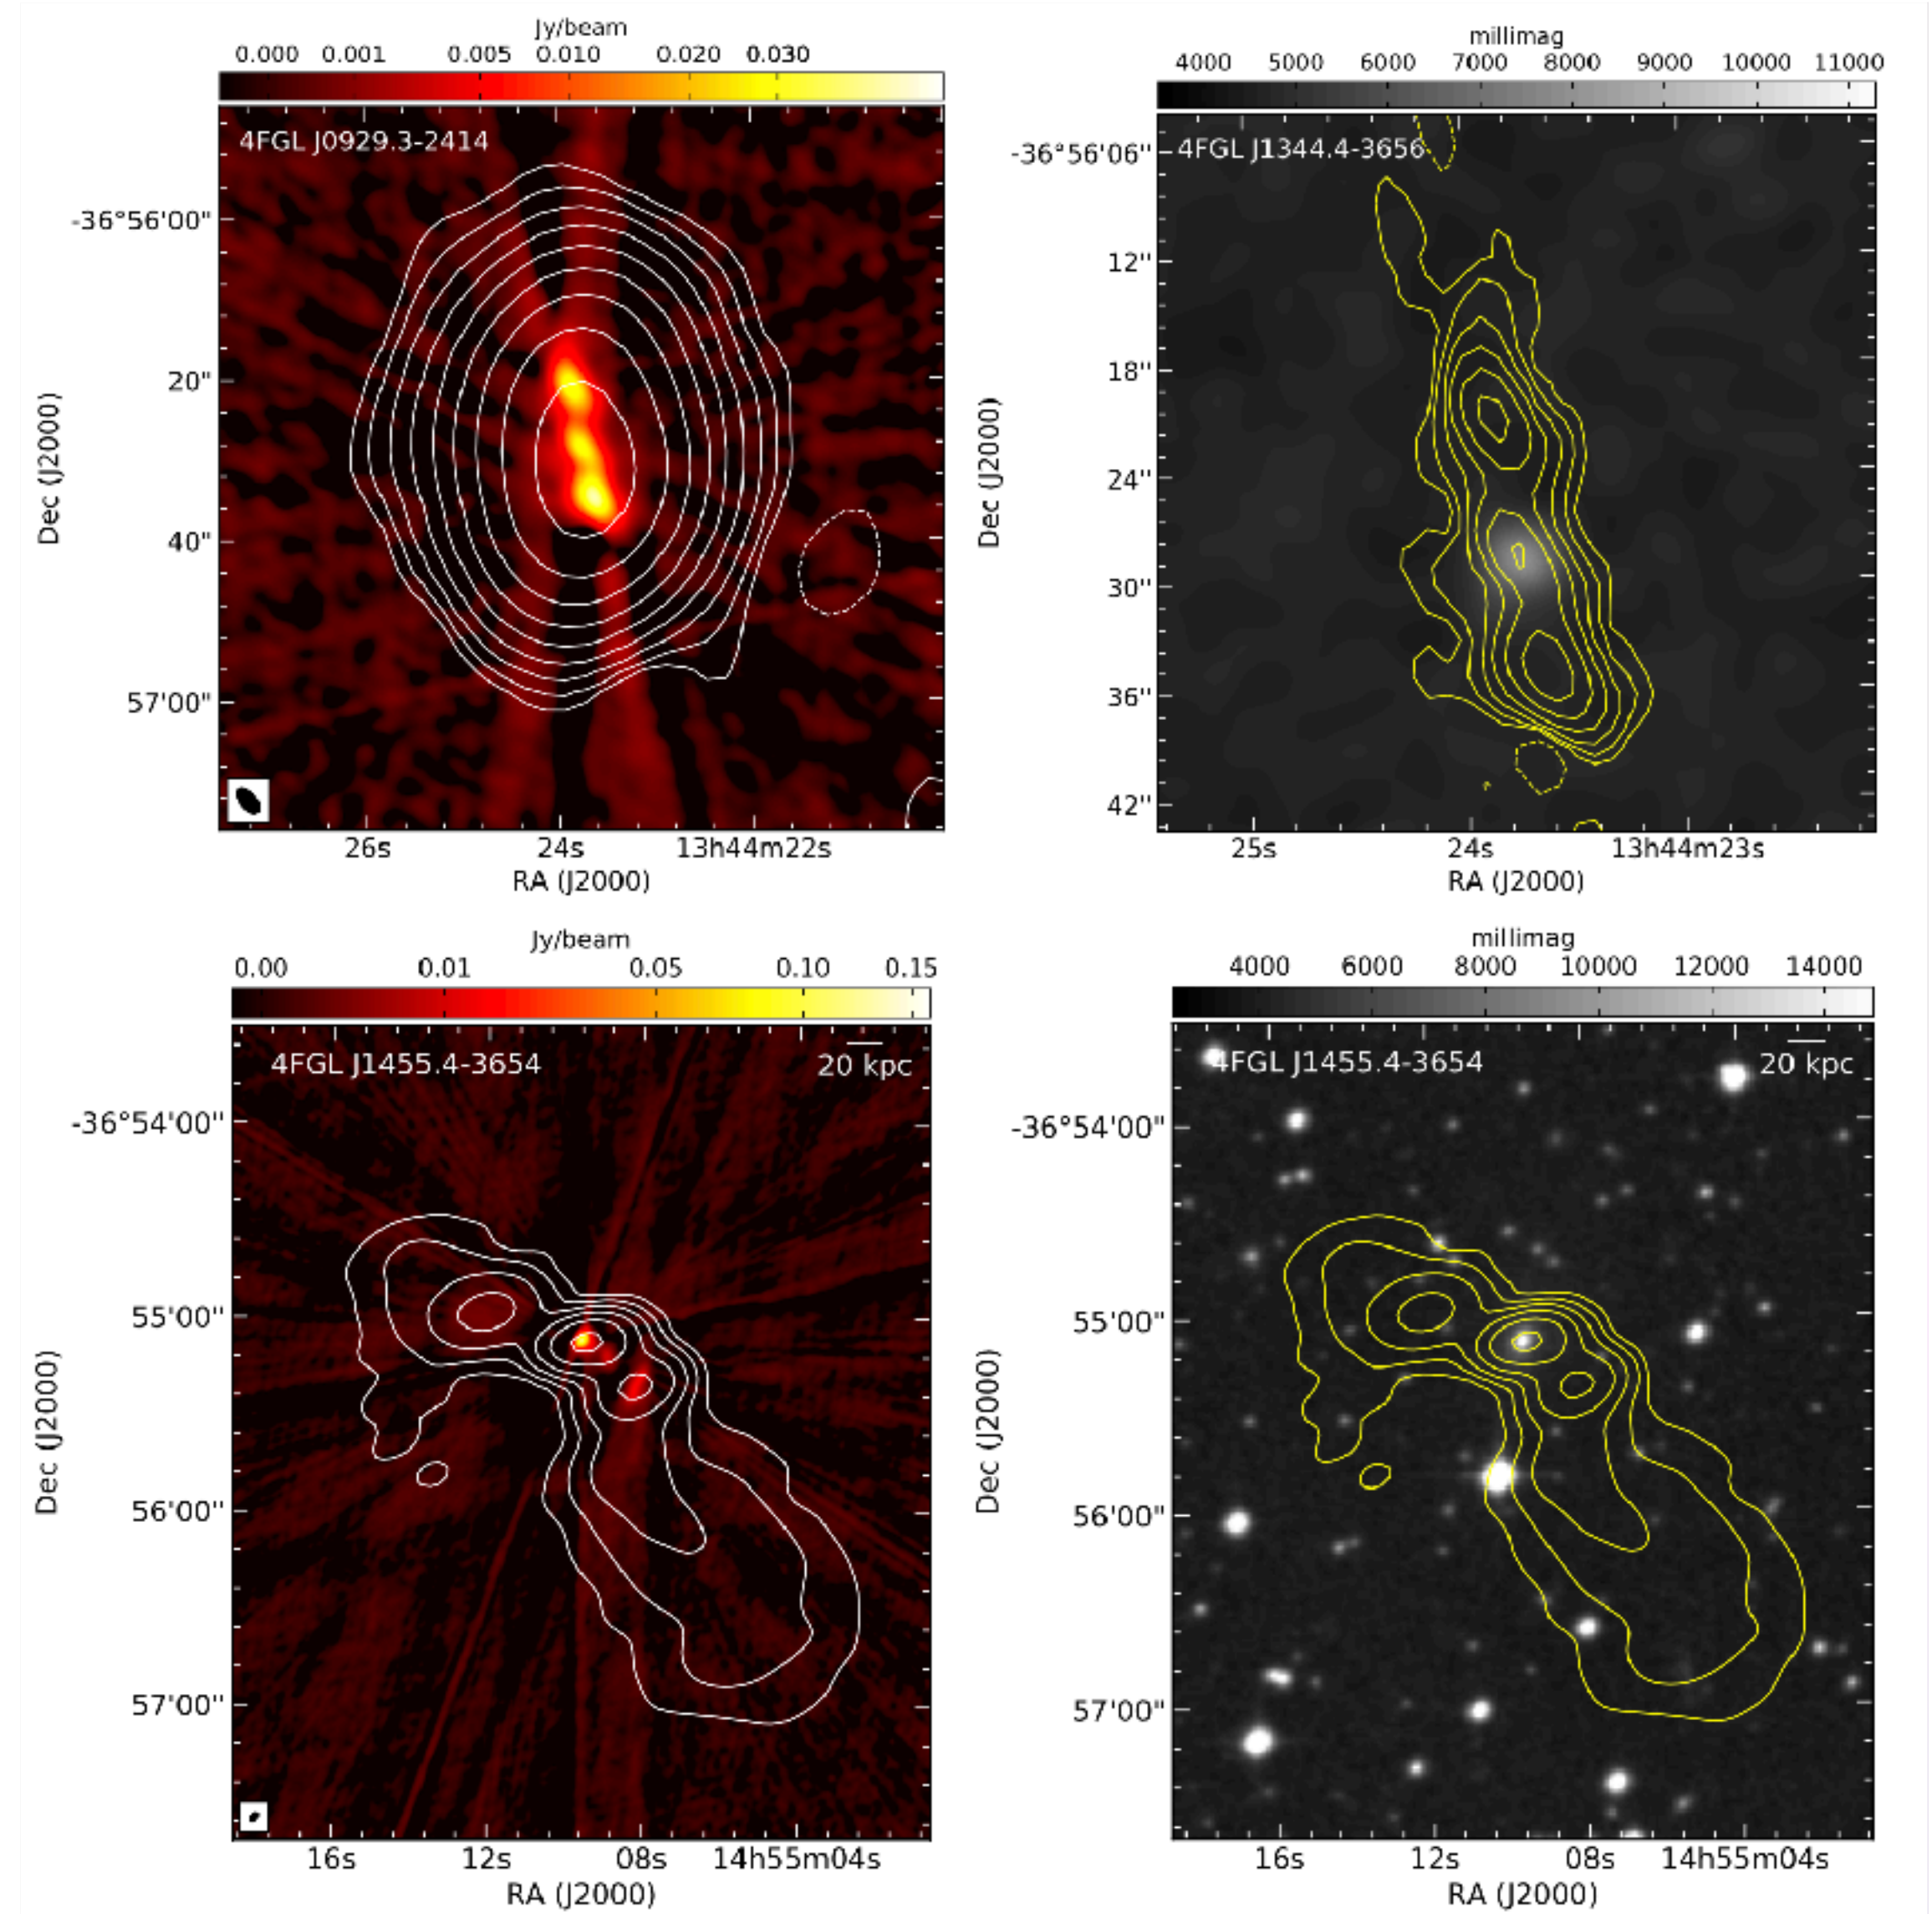 Jy/beam
0.000 0.001 0.005 0.010 0.020 0.030
4FGL J0929.3-2414
-36°56'00"
20"
40"
57'00"
Dec (J2000)
26s 24s 13h44m22s
RA (J2000)
millimag
4000 5000 6000 7000 8000 9000 10000 11000
4FGL J1344.4-3656
-36°56'06"
12"
18"
24"
30"
36"
42"
Dec (J2000)
25s 24s 13h44m23s
RA (J2000)
Jy/beam
0.00 0.01 0.05 0.10 0.15
4FGL J1455.4-3654
20 kpc
-36°54'00"
55'00"
56'00"
57'00"
Dec (J2000)
16s 12s 08s 14h55m04s
RA (J2000)
millimag
4000 6000 8000 10000 12000 14000
4FGL J1455.4-3654
20 kpc
-36°54'00"
55'00"
56'00"
57'00"
Dec (J2000)
16s 12s 08s 14h55m04s
RA (J2000)